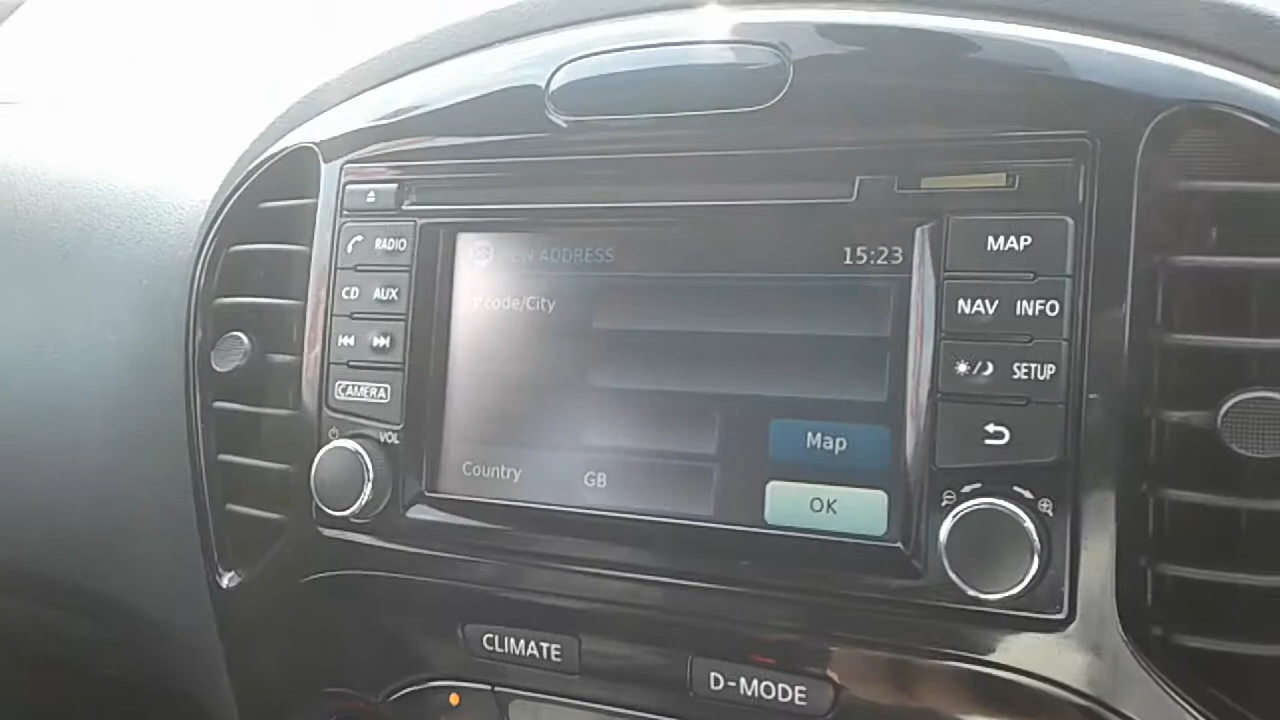 RADIO
CD AUX
CAMERA
VOL
ADDRESS
15:23
code/City
Country GB
Map
OK
MAP
NAV INFO
SETUP
CLIMATE
D-MODE